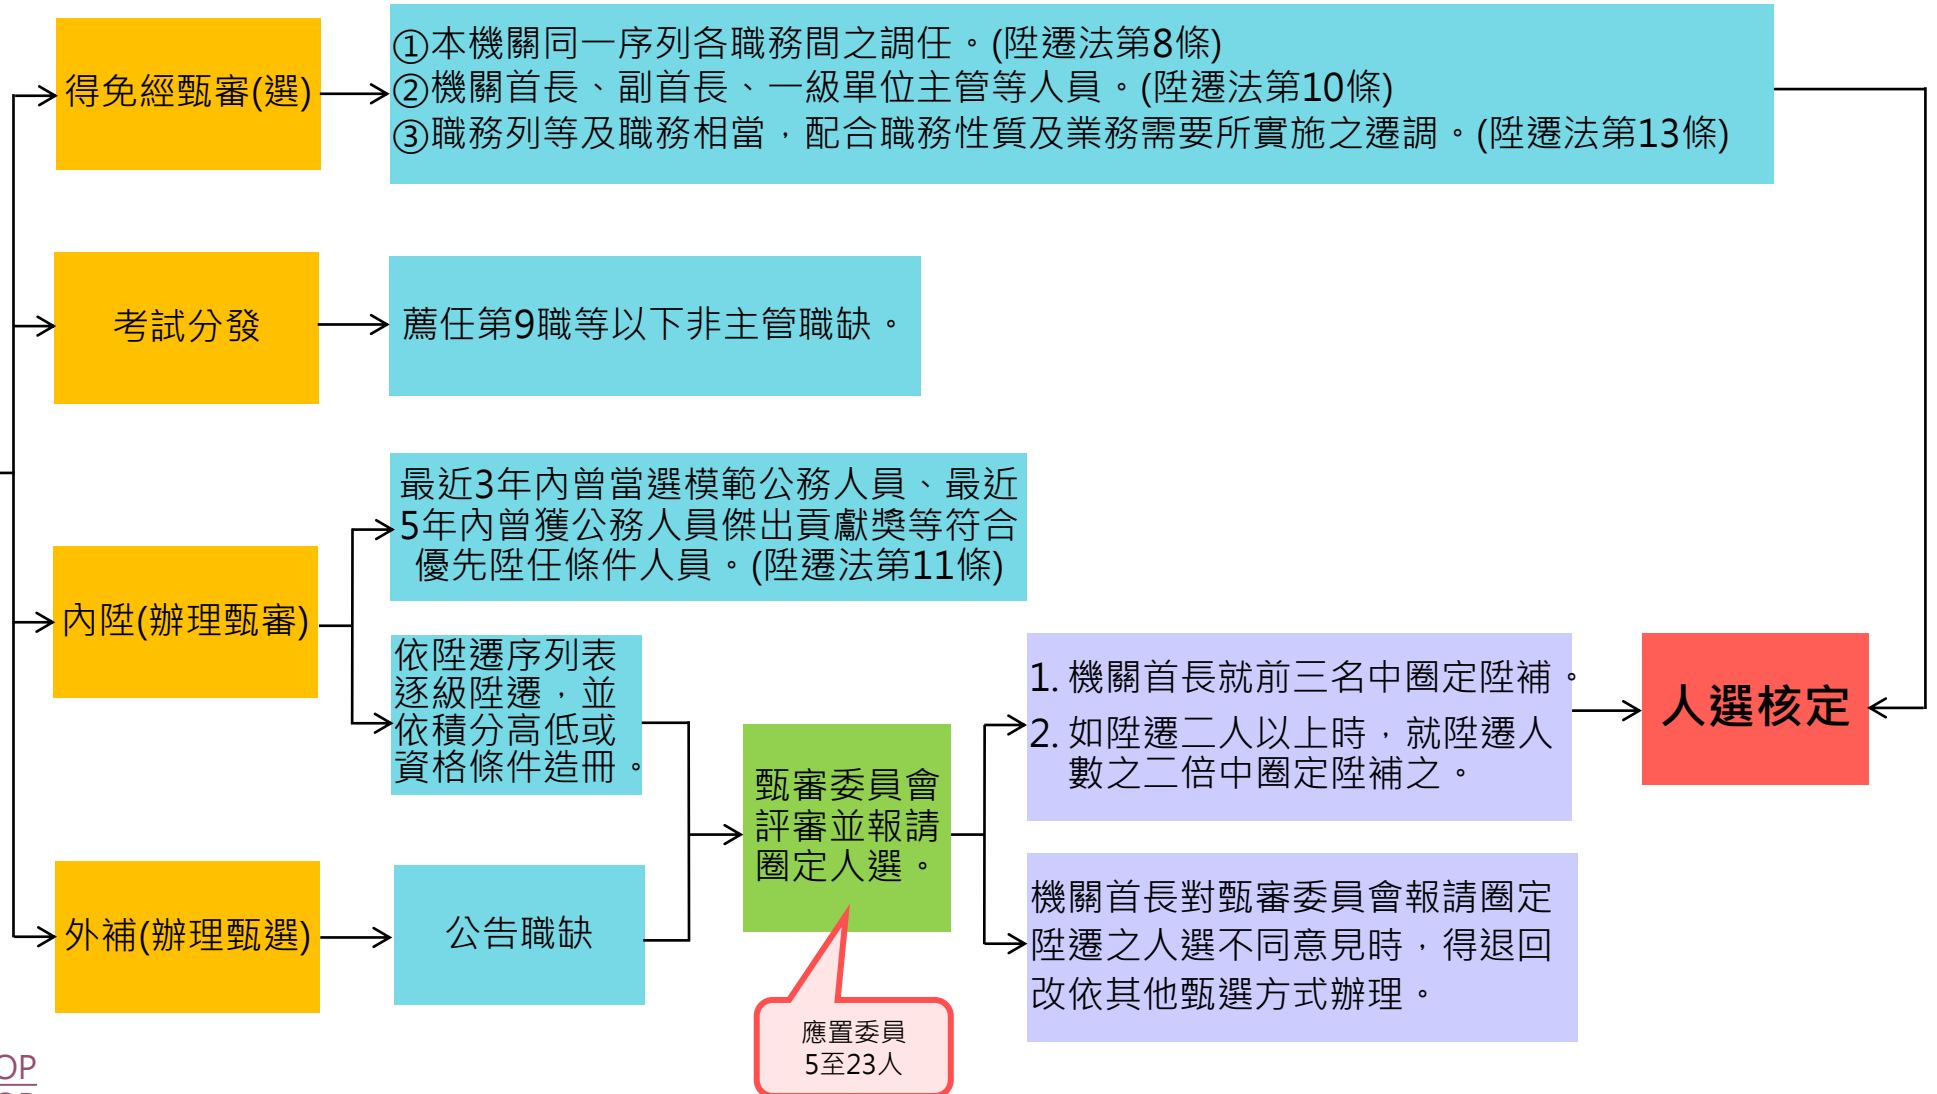 得免經甄審(選)
①本機關同一序列各職務間之調任。(陞遷法第8條)
②機關首長、副首長、一級單位主管等人員。(陞遷法第10條)
③職務列等及職務相當，配合職務性質及業務需要所實施之遷調。(陞遷法第13條)
考試分發
薦任第9職等以下非主管職缺。
內陞(辦理甄審)
最近3年內曾當選模範公務人員、最近
5年內曾獲公務人員傑出貢獻獎等符合
優先陞任條件人員。(陞遷法第11條)
依陞遷序列表
逐級陞遷，並
依積分高低或
資格條件造冊。
外補(辦理甄選)
公告職缺
甄審委員會
評審並報請
圈定人選。
應置委員
5至23人
1. 機關首長就前三名中圈定陞補。
2. 如陞遷二人以上時，就陞遷人
數之二倍中圈定陞補之。
機關首長對甄審委員會報請圈定
陞遷之人選不同意見時，得退回
改依其他甄選方式辦理。
人選核定
OP